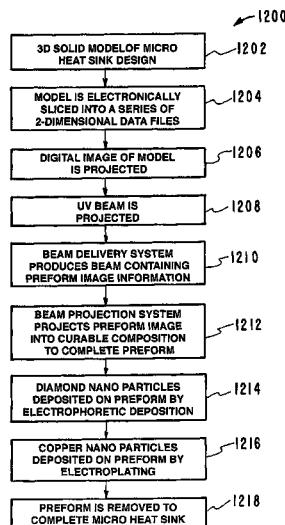 1200
3D SOLID MODELOF MICRO
HEAT SINK DESIGN
1202
MODEL IS ELECTRONICALLY
SLICED INTO A SERIES OF
2-DIMENSIONAL DATA FILES
1204
DIGITAL IMAGE OF MODEL
IS PROJECTED
1206
UV BEAM IS
PROJECTED
1208
BEAM DELIVERY SYSTEM
PRODUCES BEAM CONTAINING
PREFORM IMAGE INFORMATION
1210
BEAM PROJECTION SYSTEM
PROJECTS PREFORM IMAGE
INTO CURABLE COMPOSITION
TO COMPLETE PREFORM
1212
DIAMOND NANO PARTICLES
DEPOSITED ON PREFORM BY
ELECTROPHORETIC DEPOSITION
1214
COPPER NANO PARTICLES
DEPOSITED ON PREFORM BY
ELECTROPLATING
1216
PREFORM IS REMOVED TO
COMPLETE MICRO HEAT SINK
1218